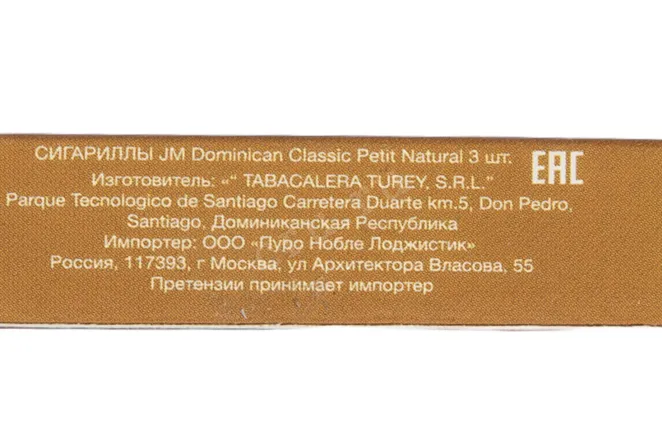 СИГАРИЛЛЫ JM Dominican Classic Petit Natural 3 шт.
EAC
Изготовитель: «“ TABACALERA TUREY, S.R.L.”
Parque Tecnologico de Santiago Carretera Duarte km.5, Don Pedro,
Santiago, Доминиканская Республика
Импортер: ООО «Пуро Нобле Лоджистик»
Россия, 117393, г Москва, ул Архитектора Власова, 55
Претензии принимает импортер